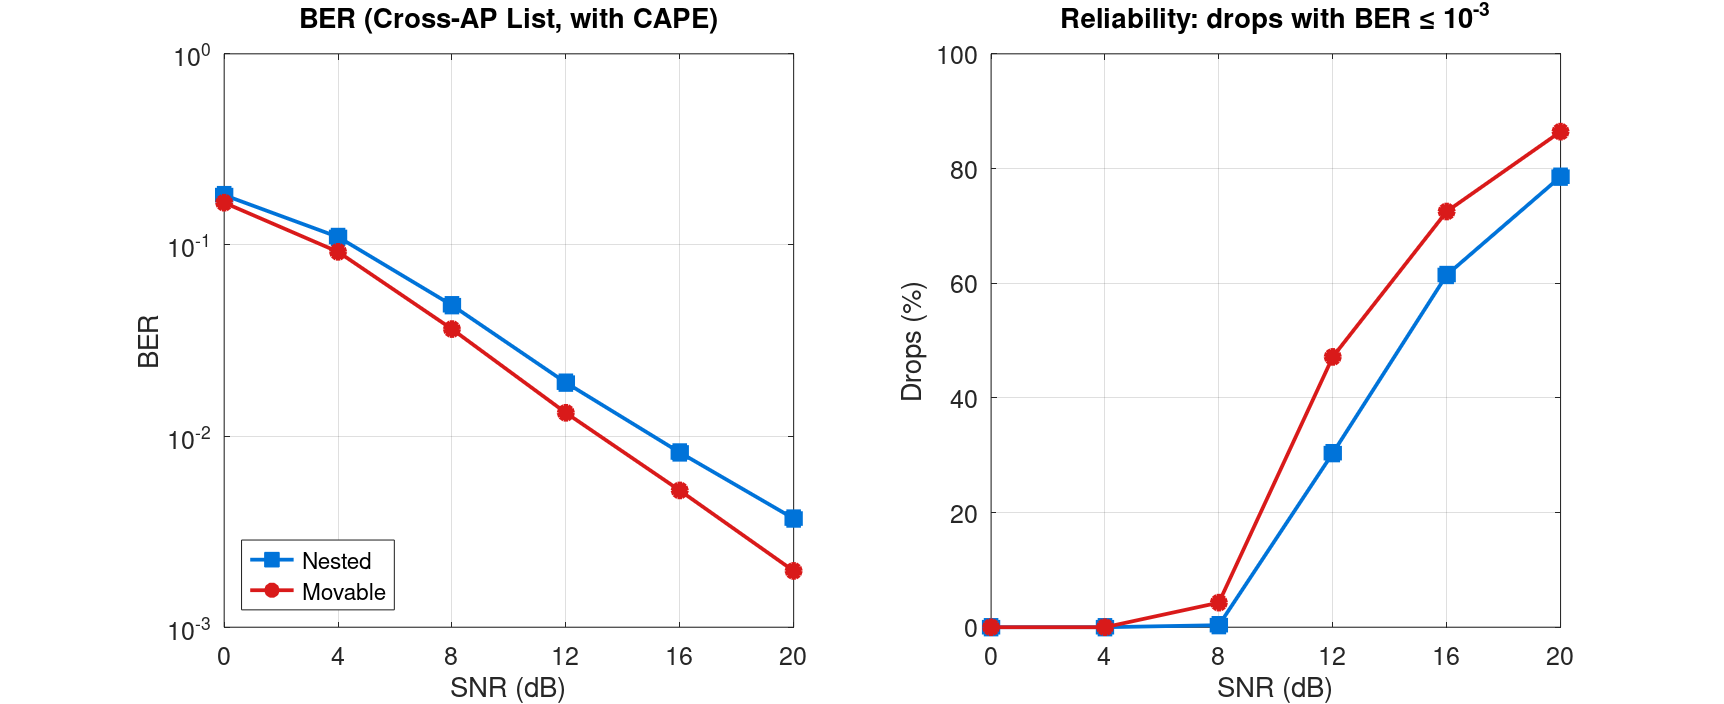 BER (Cross-AP List, with CAPE)
10^0
10^-1
10^-2
10^-3
BER
Nested
Movable
0 4 8 12 16 20
SNR (dB)
Reliability: drops with BER ≤ 10^-3
100
80
60
40
20
0
Drops (%)
0 4 8 12 16 20
SNR (dB)